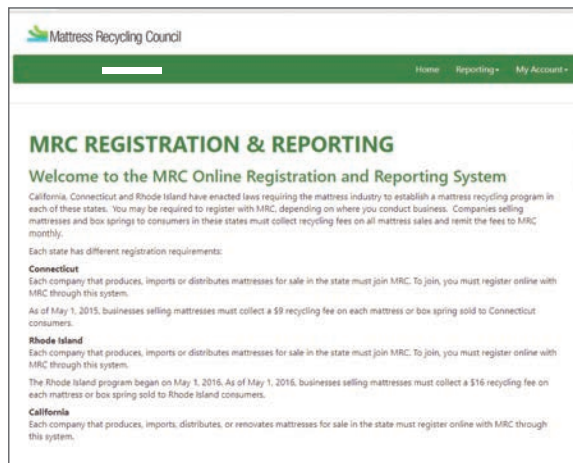 Mattress Recycling Council
Home Reporting My Account
MRC REGISTRATION & REPORTING
Welcome to the MRC Online Registration and Reporting System
California, Connecticut and Rhode Island have enacted laws requiring the mattress industry to establish a mattress recycling program in
each of these states. You may be required to register with MRC, depending on where you conduct business. Companies selling
mattresses and box springs to consumers in these states must collect recycling fees on all mattress sales and remit the fees to MRC
monthly.
Each state has different registration requirements:
Connecticut
Each company that produces, imports or distributes mattresses for sale in the state must join MRC. To join, you must register online with
MRC through this system.
As of May 1, 2015, businesses selling mattresses must collect a $9 recycling fee on each mattress or box spring sold to Connecticut
consumers.
Rhode Island
Each company that produces, imports or distributes mattresses for sale in the state must join MRC. To join, you must register online with
MRC through this system.
The Rhode Island program began on May 1, 2016. As of May 1, 2016, businesses selling mattresses must collect a $16 recycling fee on
each mattress or box spring sold to Rhode Island consumers.
California
Each company that produces, imports, distributes, or renovates mattresses for sale in the state must register online with MRC through
this system.